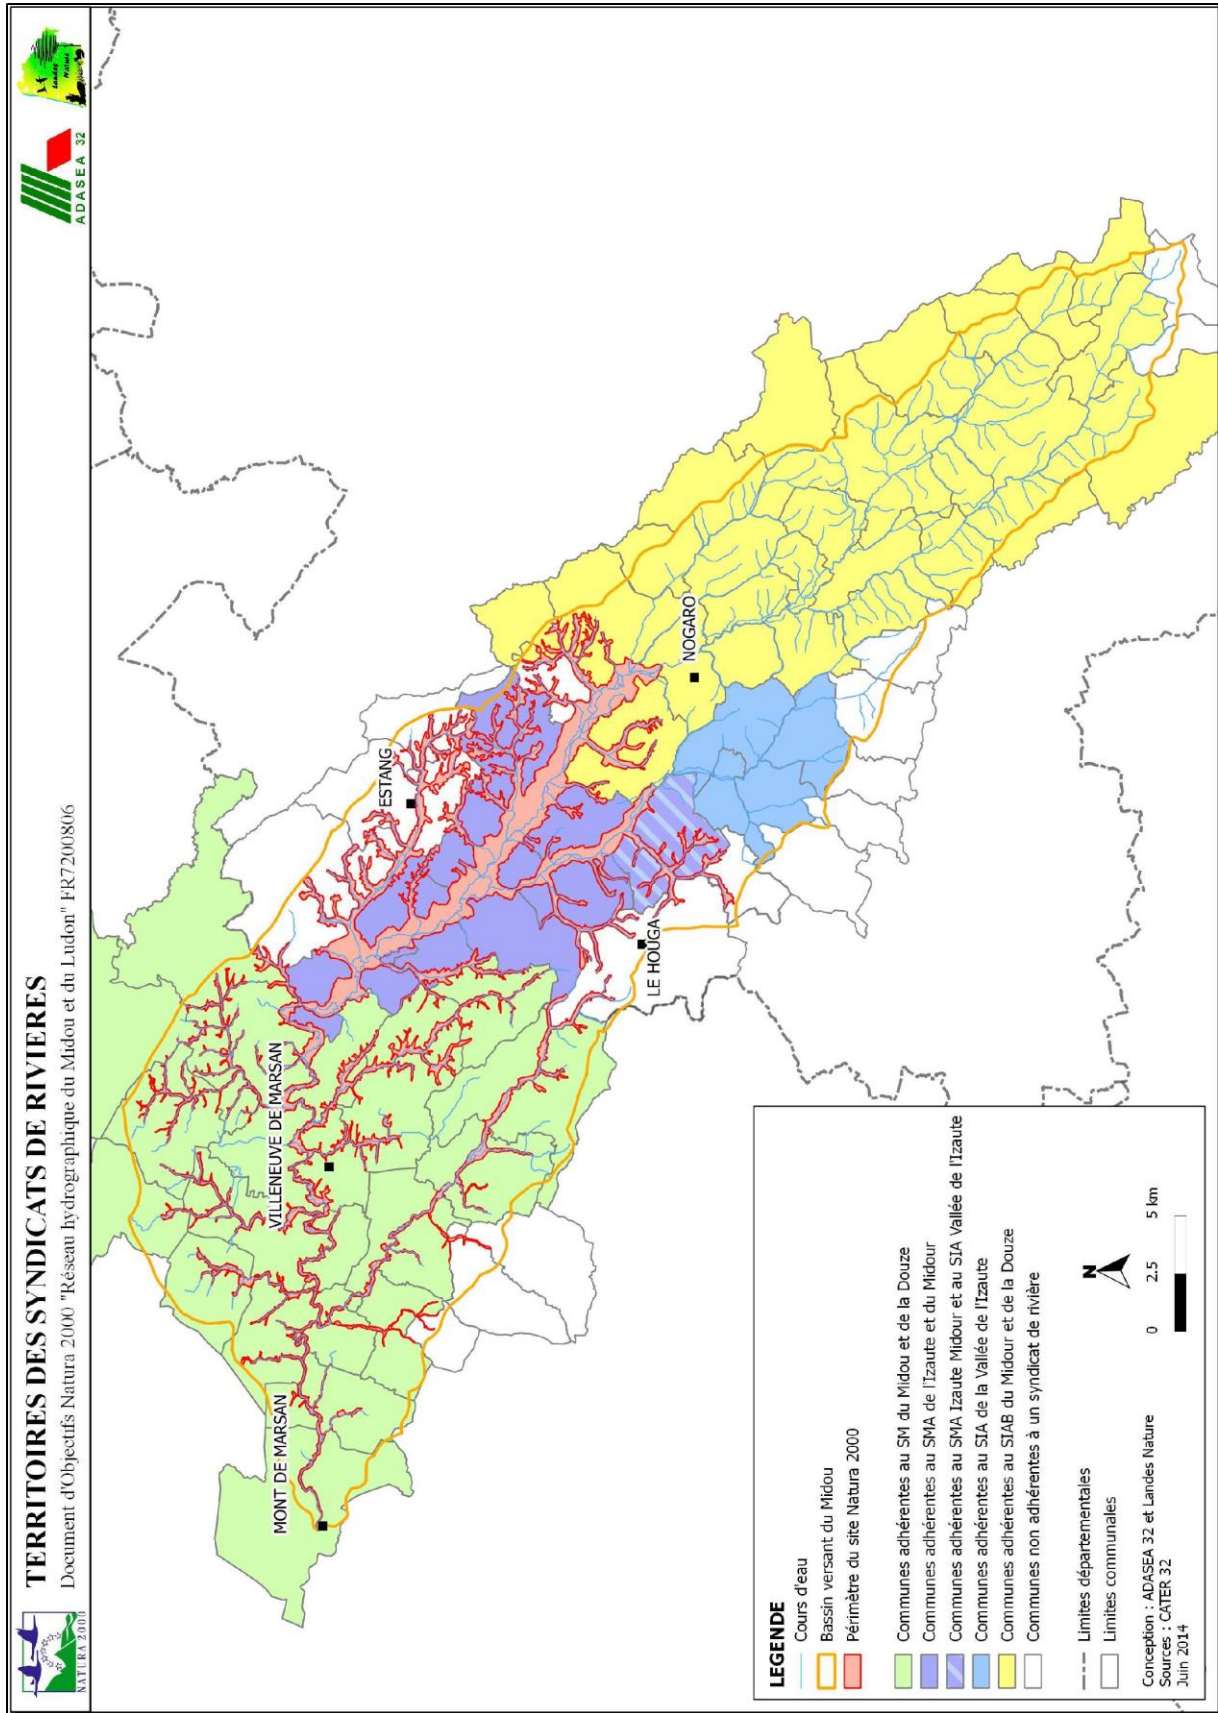 TERRITOIRES DES SYNDICATS DE RIVIERES
Document d'Objectifs Natura 2000 "Réseau hydrographique du Midou et du Ludon" FR7200806
NATURA 2000
ADASEA 32
Landes
Nature
MONT DE MARSAN
VILLENEUVE DE MARSAN
ESTANG
LE HOUGA
NOGARO
LEGENDE
Cours d'eau
Bassin versant du Midou
Périmètre du site Natura 2000
Communes adhérentes au SM du Midou et de la Douze
Communes adhérentes au SMA de l'Izaute et du Midour
Communes adhérentes au SMA Izaute Midour et au SIA Vallée de l'Izaute
Communes adhérentes au SIA de la Vallée de l'Izaute
Communes adhérentes au SIAB du Midour et de la Douze
Communes non adhérentes à un syndicat de rivière
Limites départementales
Limites communales
N
0 2.5 5 km
Conception : ADASEA 32 et Landes Nature
Sources : CATER 32
Juin 2014